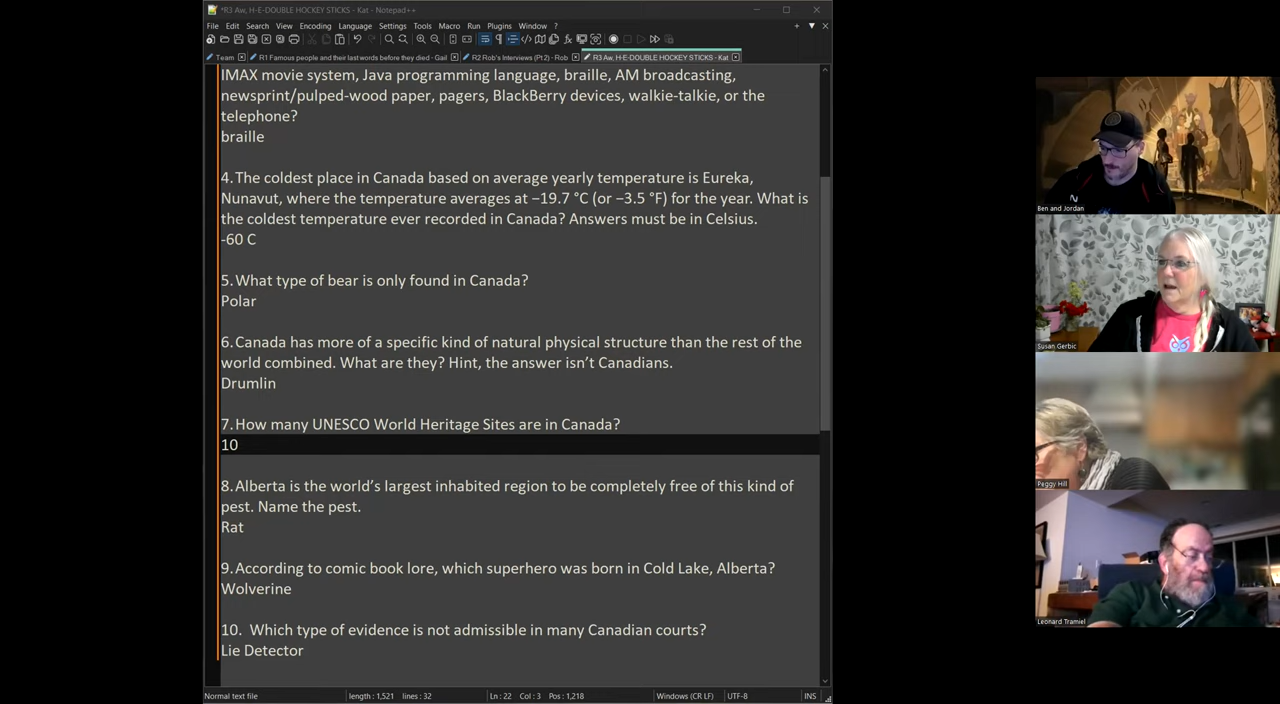 *R3 Aw, H-E-DOUBLE HOCKEY STICKS - Kat - Notepad++
File Edit Search View Encoding Language Settings Tools Macro Run Plugins Window ?
Team R1 Famous people and their last words before they died - Gail R2 Rob's Interviews (Pt2) - Rob R3 Aw, H-E-DOUBLE HOCKEY STICKS - Kat
IMAX movie system, Java programming language, braille, AM broadcasting,
newsprint/pulped-wood paper, pagers, BlackBerry devices, walkie-talkie, or the
telephone?
braille
4. The coldest place in Canada based on average yearly temperature is Eureka,
Nunavut, where the temperature averages at −19.7 °C (or −3.5 °F) for the year. What is
the coldest temperature ever recorded in Canada? Answers must be in Celsius.
-60 C
5. What type of bear is only found in Canada?
Polar
6. Canada has more of a specific kind of natural physical structure than the rest of the
world combined. What are they? Hint, the answer isn't Canadians.
Drumlin
7. How many UNESCO World Heritage Sites are in Canada?
10
8. Alberta is the world's largest inhabited region to be completely free of this kind of
pest. Name the pest.
Rat
9. According to comic book lore, which superhero was born in Cold Lake, Alberta?
Wolverine
10. Which type of evidence is not admissible in many Canadian courts?
Lie Detector
Normal text file length : 1,521 lines : 32 Ln : 22 Col : 3 Pos : 1,218 Windows (CR LF) UTF-8 INS
Ben and Jordan
Susan Gerbic
Peggy Hill
Leonard Tramiel